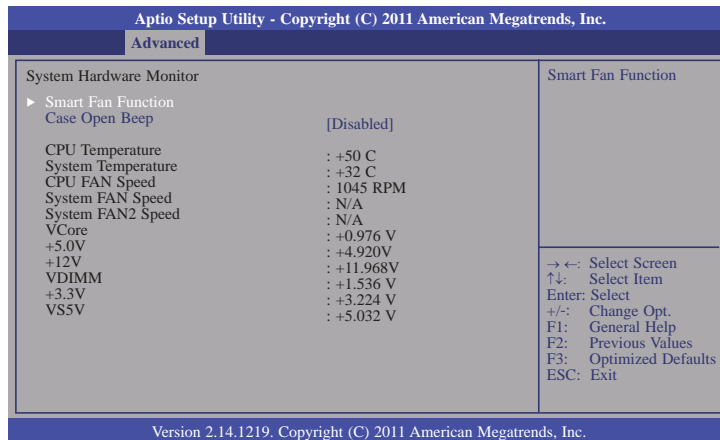 Aptio Setup Utility - Copyright (C) 2011 American Megatrends, Inc.
Advanced
System Hardware Monitor
► Smart Fan Function
Case Open Beep [Disabled]
CPU Temperature : +50 C
System Temperature : +32 C
CPU FAN Speed : 1045 RPM
System FAN Speed : N/A
System FAN2 Speed : N/A
VCore : +0.976 V
+5.0V : +4.920V
+12V : +11.968V
VDIMM : +1.536 V
+3.3V : +3.224 V
VS5V : +5.032 V
Smart Fan Function
→ ←: Select Screen
↑↓: Select Item
Enter: Select
+/-: Change Opt.
F1: General Help
F2: Previous Values
F3: Optimized Defaults
ESC: Exit
Version 2.14.1219. Copyright (C) 2011 American Megatrends, Inc.